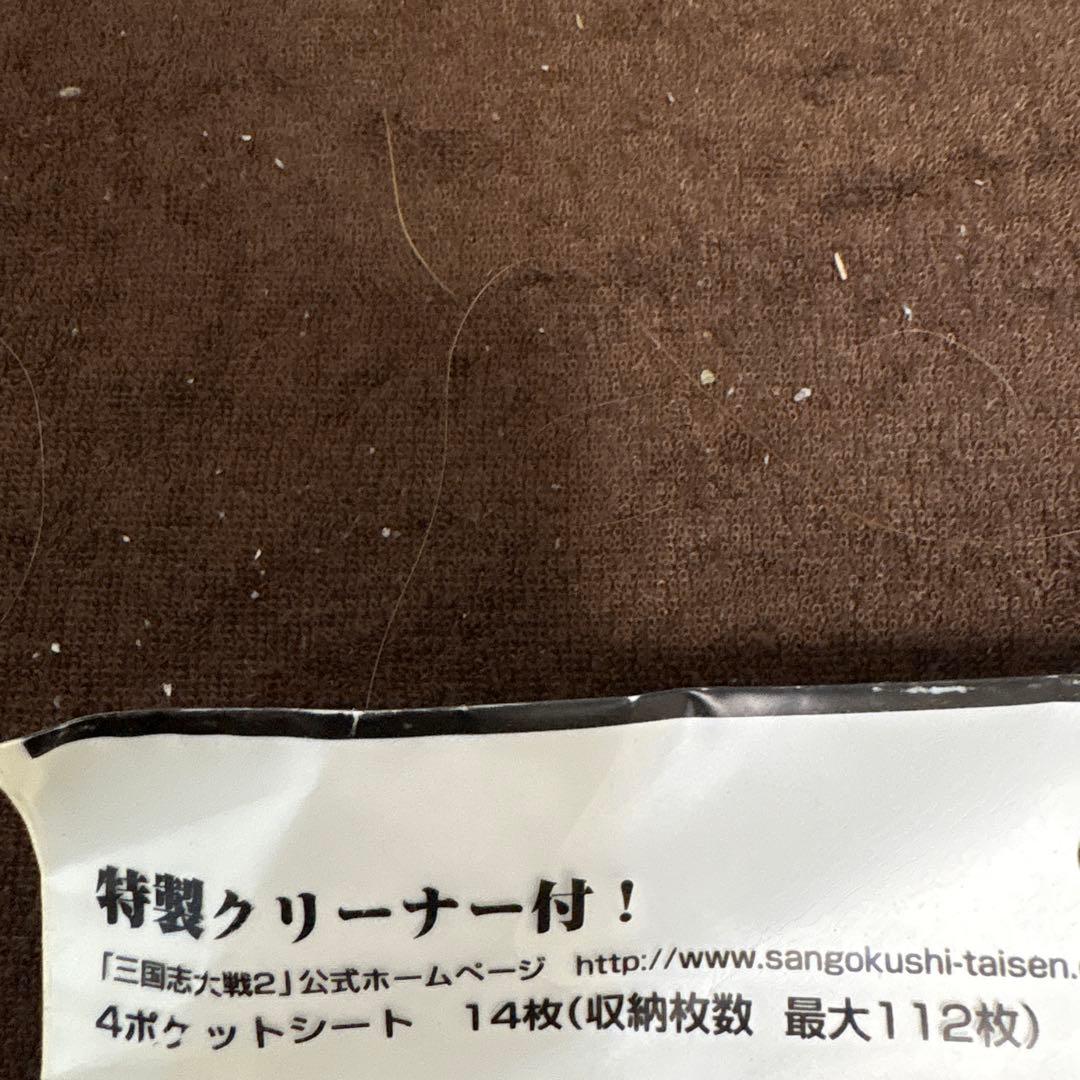 特製クリーナー付！
「三国志大戦2」公式ホームページ http://www.sangokushi-taisen.
4ポケットシート 14枚(収納枚数 最大112枚)